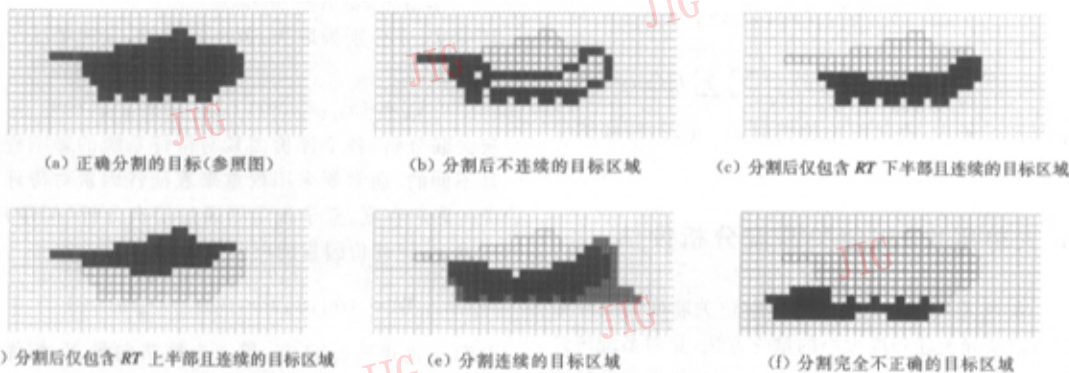 JIG
JIG
JIG
(a) 正确分割的目标(参照图)
(b) 分割后不连续的目标区域
(c) 分割后仅包含 RT 下半部且连续的目标区域
JIG
JIG
) 分割后仅包含 RT 上半部且连续的目标区域
(e) 分割连续的目标区域
(f) 分割完全不正确的目标区域
JIG